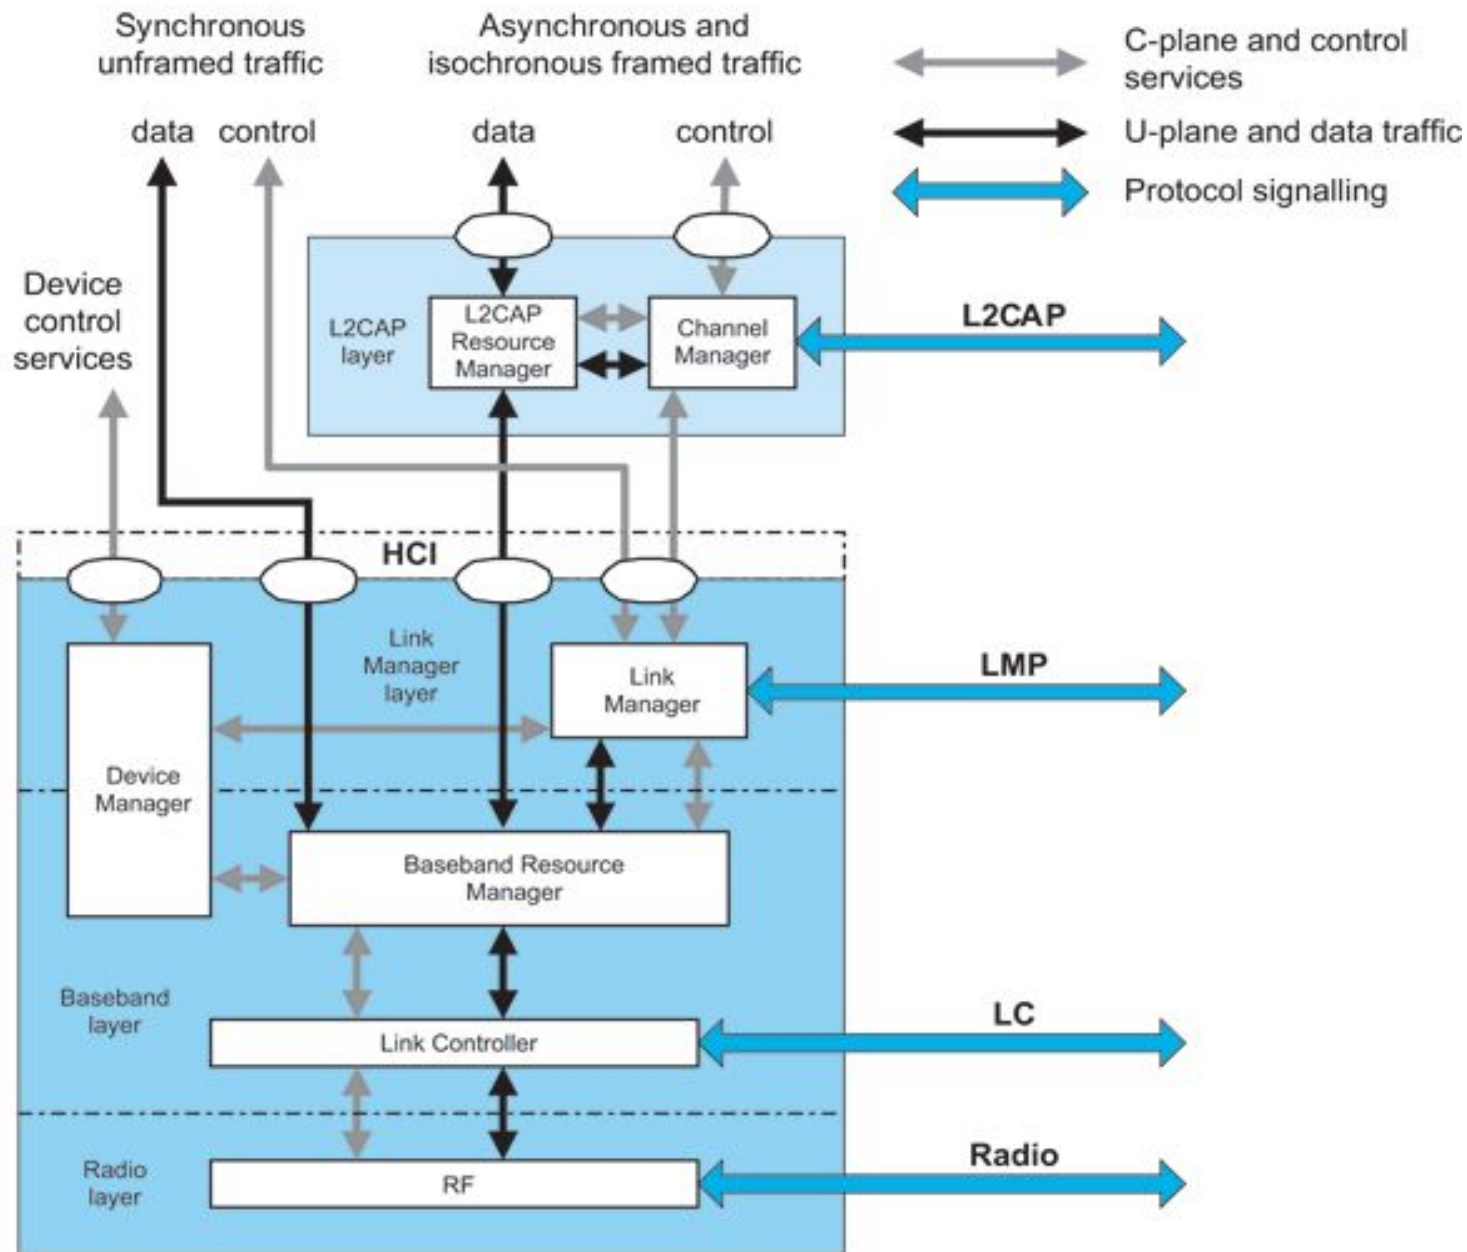 Synchronous
unframed traffic
Asynchronous and
isochronous framed traffic
C-plane and control
services
data control
data
control
U-plane and data traffic
Protocol signalling
Device
control
services
L2CAP
layer
L2CAP
Resource
Manager
Channel
Manager
L2CAP
HCI
Link
Manager
layer
Link
Manager
LMP
Device
Manager
Baseband Resource
Manager
Baseband
layer
Link Controller
LC
Radio
layer
RF
Radio